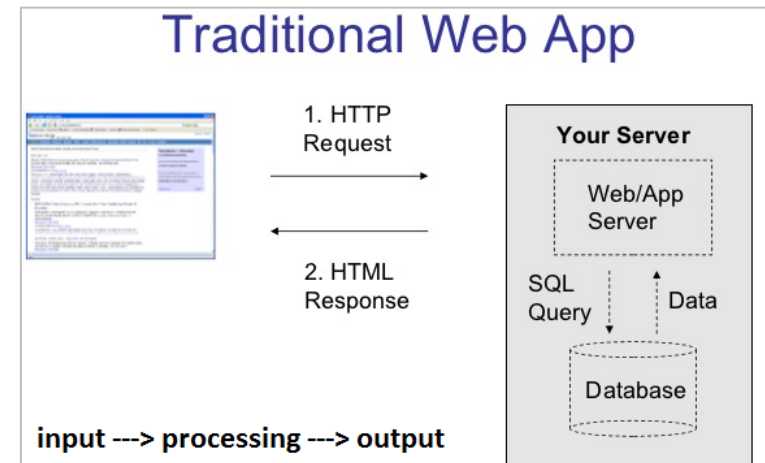 Traditional Web App
1. HTTP
Request
2. HTML
Response
Your Server
Web/App
Server
SQL
Query
Data
Database
input ---> processing ---> output